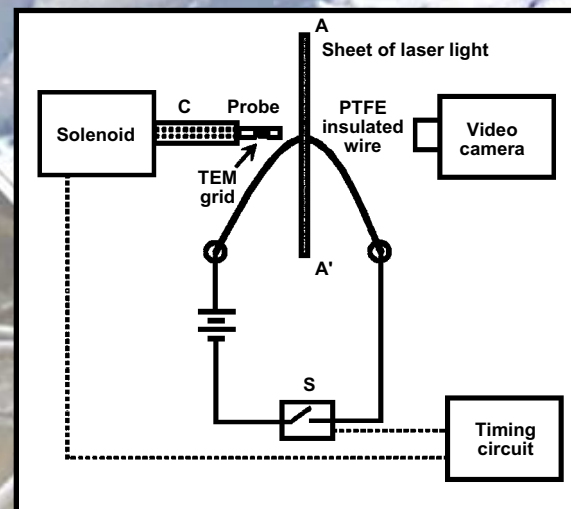 A
Sheet of laser light
C
Probe
PTFE
insulated
wire
Solenoid
Video
camera
TEM
grid
A'
S
Timing
circuit